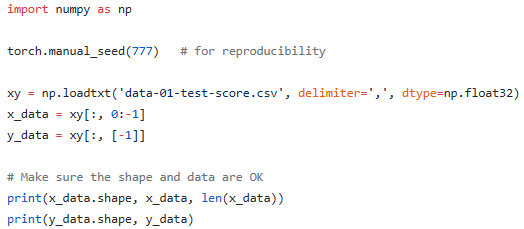 import numpy as np
torch.manual_seed(777)   # for reproducibility
xy = np.loadtxt('data-01-test-score.csv', delimiter=',', dtype=np.float32)
x_data = xy[:, 0:-1]
y_data = xy[:, [-1]]
# Make sure the shape and data are OK
print(x_data.shape, x_data, len(x_data))
print(y_data.shape, y_data)